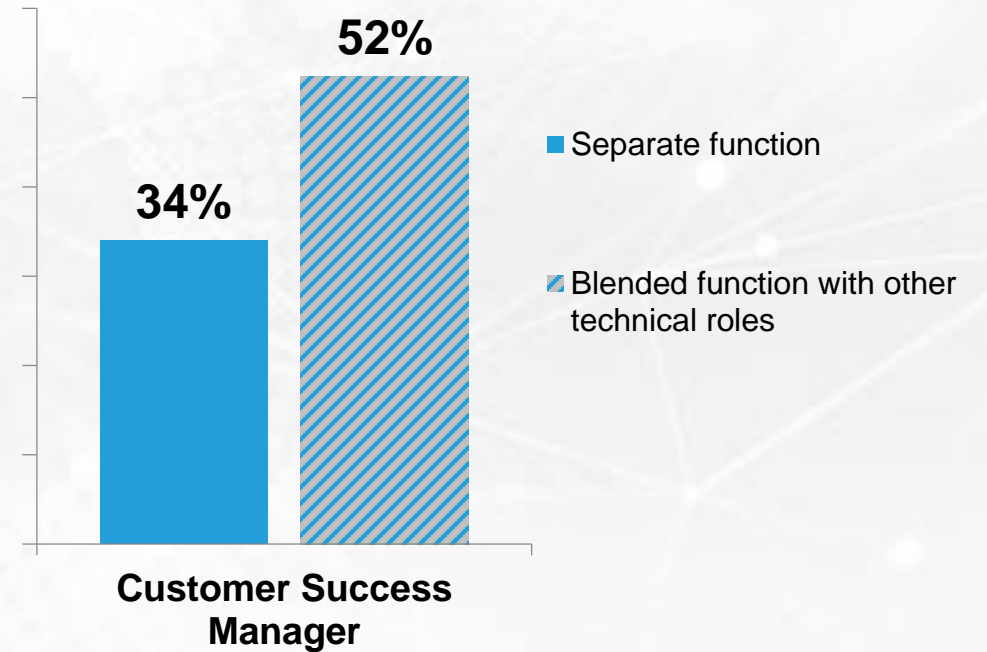 52%
34%
Separate function
Blended function with other
technical roles
Customer Success
Manager